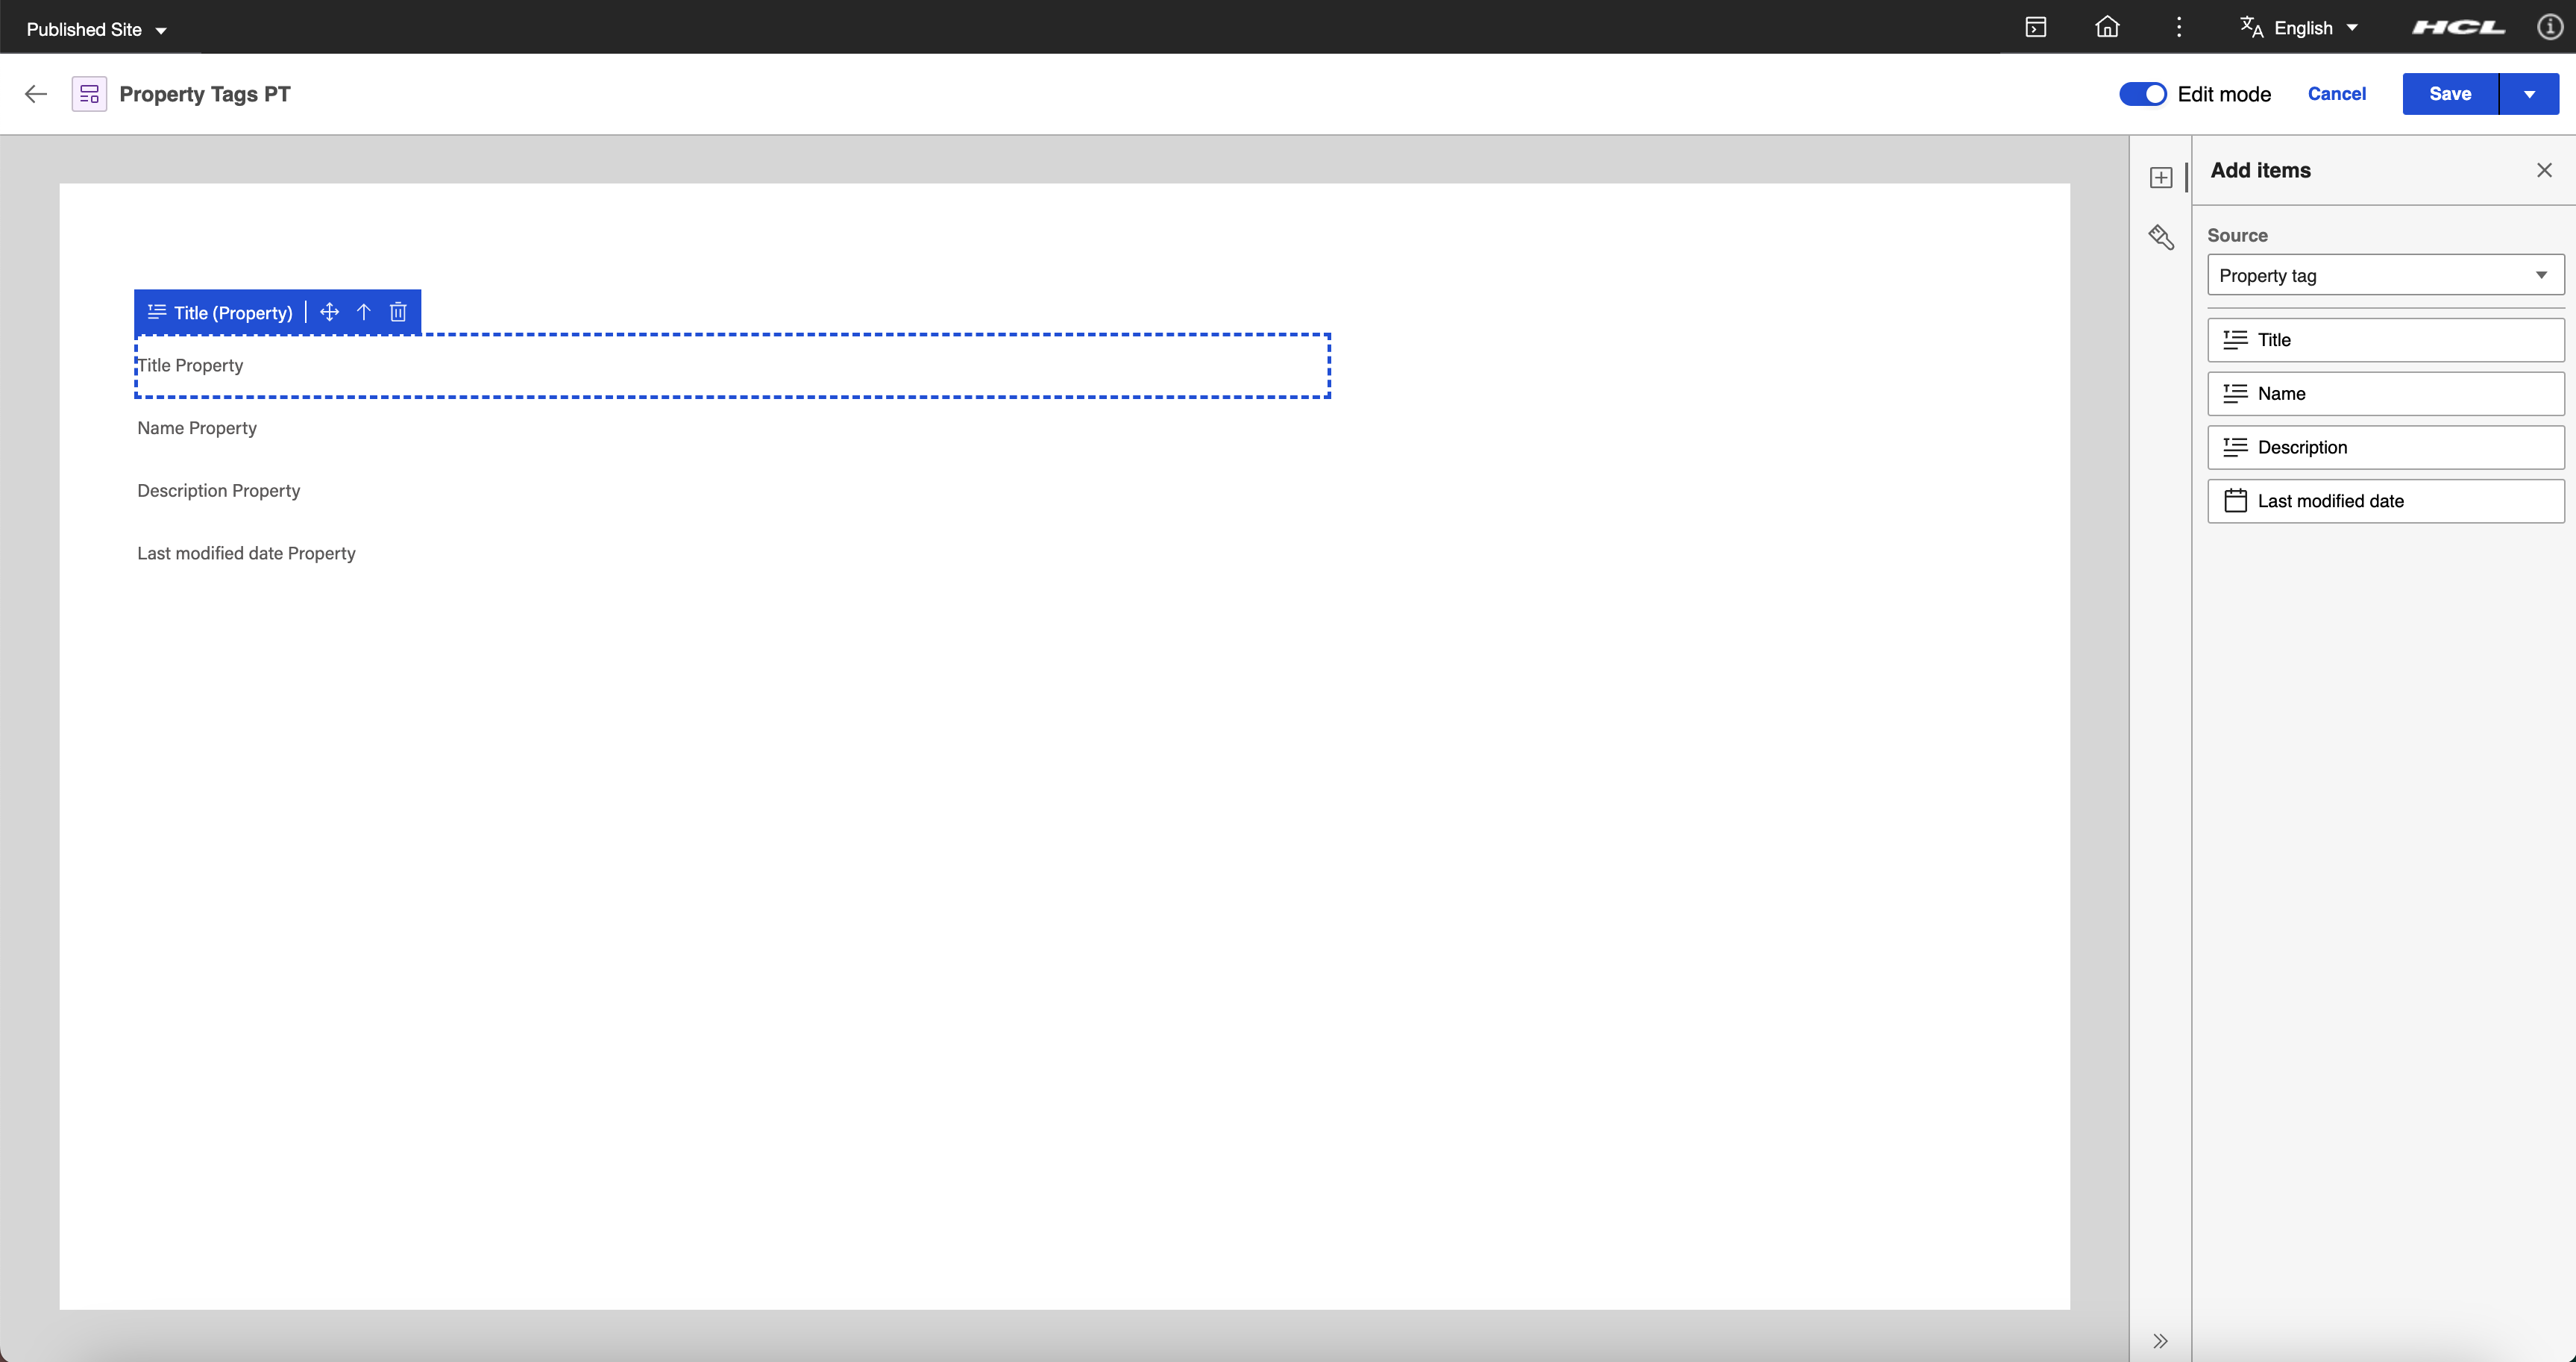 Published Site
English
HCL
Property Tags PT
Edit mode
Cancel
Save
Title (Property)
Title Property
Name Property
Description Property
Last modified date Property
Add items
Source
Property tag
Title
Name
Description
Last modified date